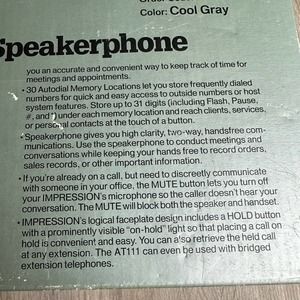 Color: Cool Gray
Speakerphone
you an accurate and convenient way to keep track of time for
meetings and appointments.
• 30 Autodial Memory Locations let you store frequently dialed
numbers for quick and easy access to outside numbers or host
system features. Store up to 31 digits (including Flash, Pause,
#, and under each memory location and reach clients, services,
or personal contacts at the touch of a button.
• Speakerphone gives you high clarity, two-way, handsfree com-
munications. Use the speakerphone to conduct meetings and
conversations while keeping your hands free to record orders,
sales records, or other important information.
• If you're already on a call, but need to discreetly communicate
with someone in your office, the MUTE button lets you turn off
your IMPRESSION's microphone so the caller doesn't hear your
conversation. The MUTE will block both the speaker and handset.
• IMPRESSION's logical faceplate design includes a HOLD button
with a prominently visible "on-hold" light so that placing a call on
hold is convenient and easy. You can also retrieve the held call
at any extension. The AT111 can even be used with bridged
extension telephones.